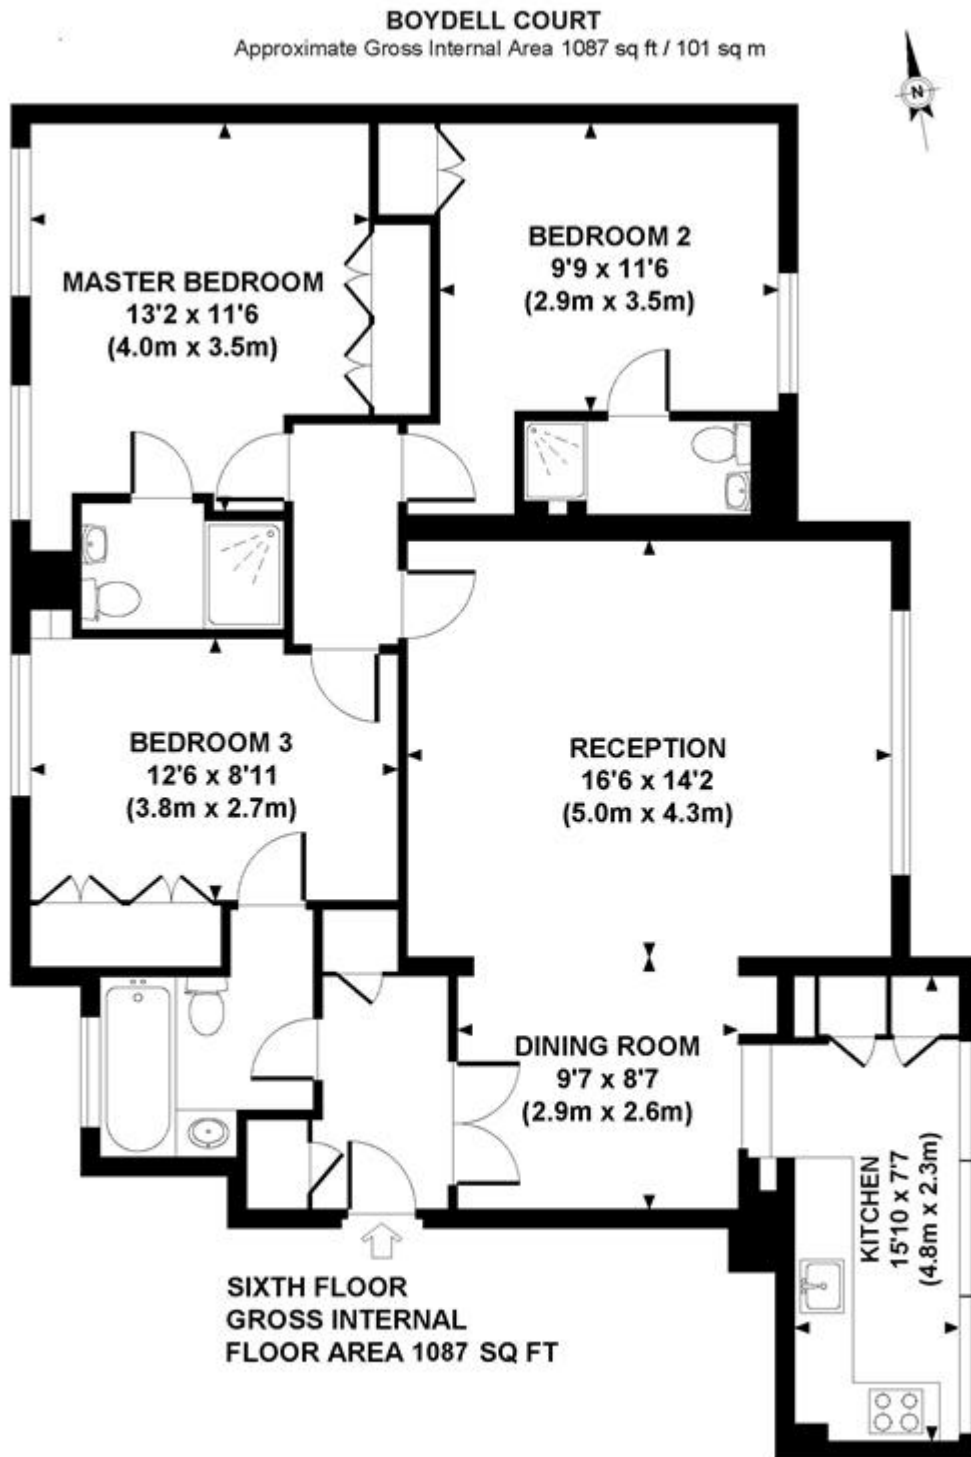 BOYDELL COURT
Approximate Gross Internal Area 1087 sq ft / 101 sq m
N
MASTER BEDROOM
13'2 x 11'6
(4.0m x 3.5m)
BEDROOM 2
9'9 x 11'6
(2.9m x 3.5m)
BEDROOM 3
12'6 x 8'11
(3.8m x 2.7m)
RECEPTION
16'6 x 14'2
(5.0m x 4.3m)
DINING ROOM
9'7 x 8'7
(2.9m x 2.6m)
KITCHEN
15'10 x 7'7
(4.8m x 2.3m)
SIXTH FLOOR
GROSS INTERNAL
FLOOR AREA 1087 SQ FT